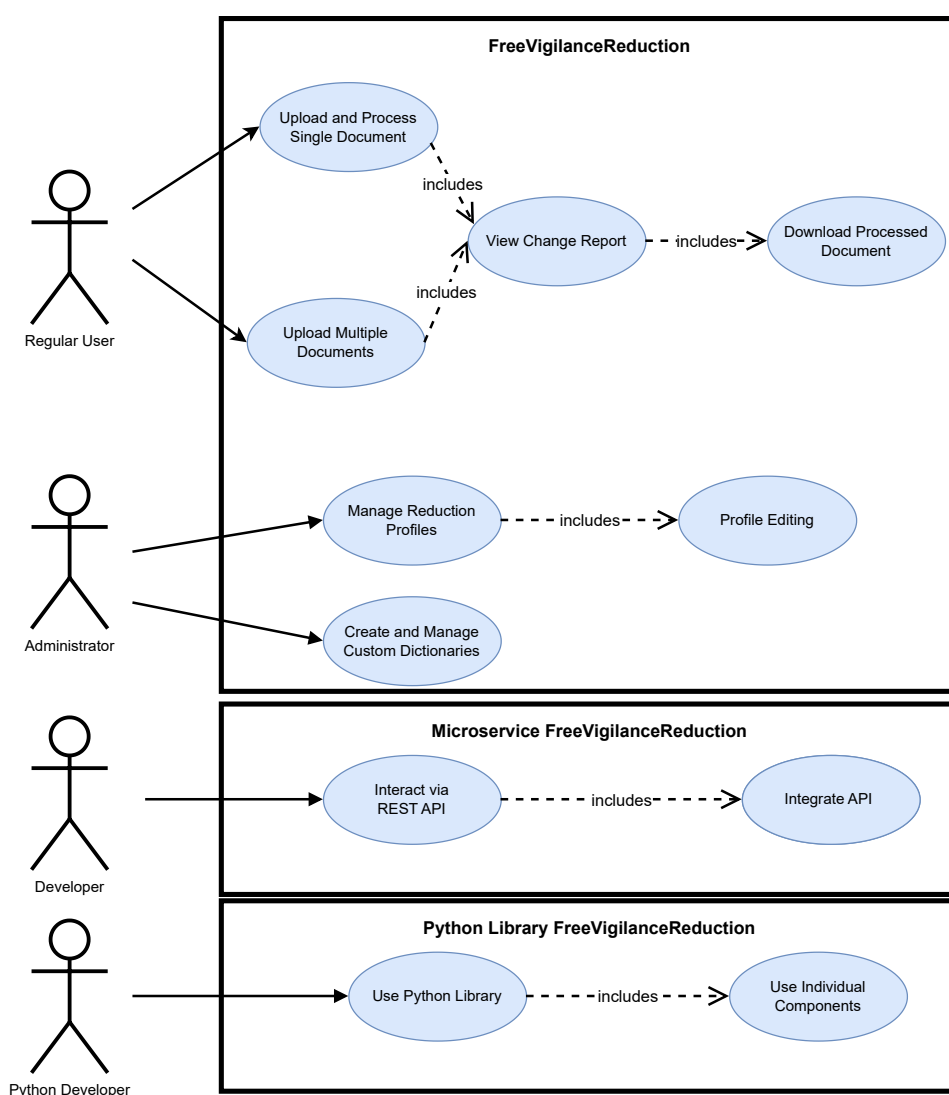 FreeVigilanceReduction
Upload and Process
Single Document
includes
View Change Report
includes
Download Processed
Document
includes
Upload Multiple
Documents
Regular User
Manage Reduction
Profiles
includes
Profile Editing
Create and Manage
Custom Dictionaries
Administrator
Microservice FreeVigilanceReduction
Interact via
REST API
includes
Integrate API
Developer
Python Library FreeVigilanceReduction
Use Python Library
includes
Use Individual
Components
Python Developer